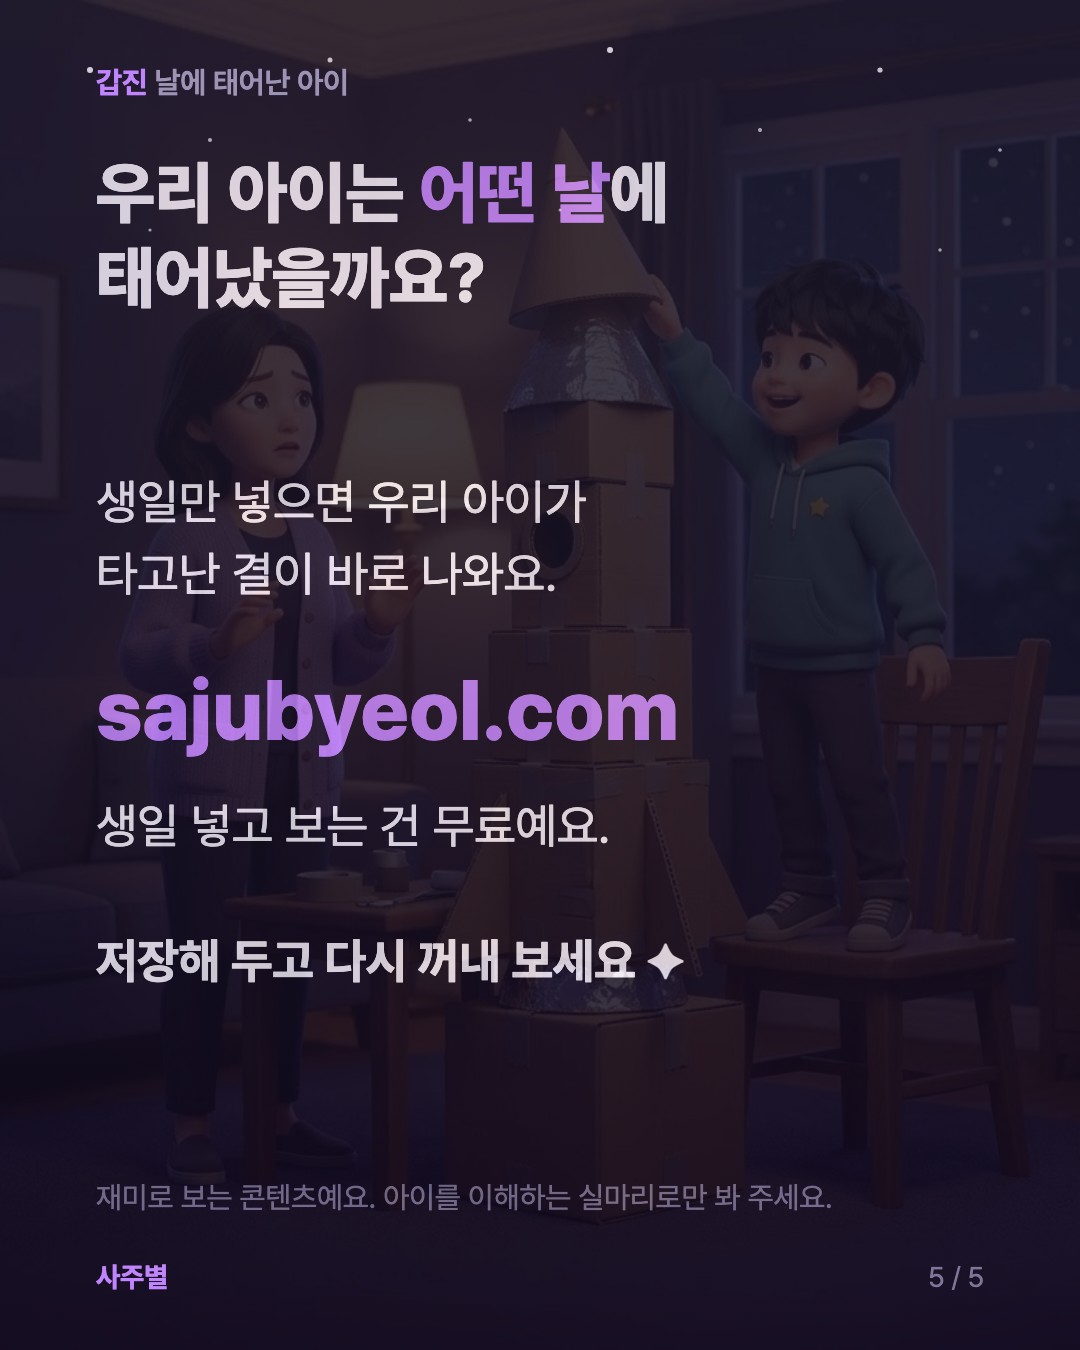 갑진 날에 태어난 아이
우리 아이는 어떤 날에
태어났을까요?
생일만 넣으면 우리 아이가
타고난 결이 바로 나와요.
sajubyeol.com
생일 넣고 보는 건 무료예요.
저장해 두고 다시 꺼내 보세요 ✦
재미로 보는 콘텐츠예요. 아이를 이해하는 실마리로만 봐 주세요.
사주별
5 / 5